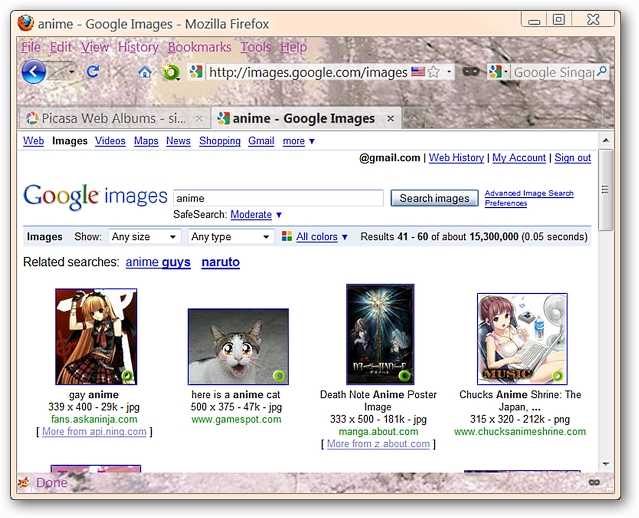 anime - Google Images - Mozilla Firefox
File Edit View History Bookmarks Tools Help
http://images.google.com/images
Google Singap
Picasa Web Albums - si...
anime - Google Images
Web Images Videos Maps News Shopping Gmail more ▼
@gmail.com | Web History | My Account | Sign out
Google images
anime
Search images
Advanced Image Search
Preferences
SafeSearch: Moderate ▼
Images Show: Any size Any type All colors ▼ Results 41 - 60 of about 15,300,000 (0.05 seconds)
Related searches: anime guys naruto
MUSIC
gay anime
339 x 400 - 29k - jpg
fans.askaninja.com
[ More from api.ning.com ]
here is a anime cat
500 x 375 - 47k - jpg
www.gamespot.com
Death Note Anime Poster
Image
333 x 500 - 181k - jpg
manga.about.com
[ More from z.about.com ]
Chucks Anime Shrine: The
Japan, ...
315 x 320 - 212k - png
www.chucksanimeshrine.com
Done